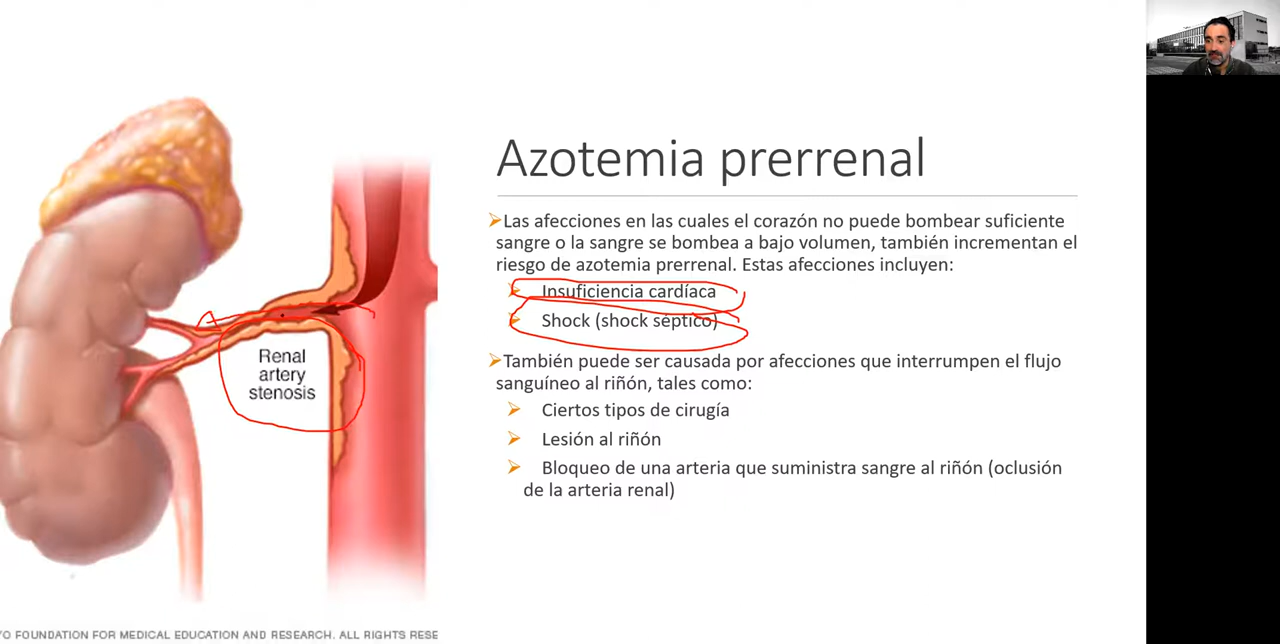 Azotemia prerrenal
Las afecciones en las cuales el corazón no puede bombear suficiente
sangre o la sangre se bombea a bajo volumen, también incrementan el
riesgo de azotemia prerrenal. Estas afecciones incluyen:
Insuficiencia cardíaca
Shock (shock séptico)
También puede ser causada por afecciones que interrumpen el flujo
sanguíneo al riñón, tales como:
Ciertos tipos de cirugía
Lesión al riñón
Bloqueo de una arteria que suministra sangre al riñón (oclusión
de la arteria renal)
Renal
artery
stenosis
YO FOUNDATION FOR MEDICAL EDUCATION AND RESEARCH. ALL RIGHTS RESE